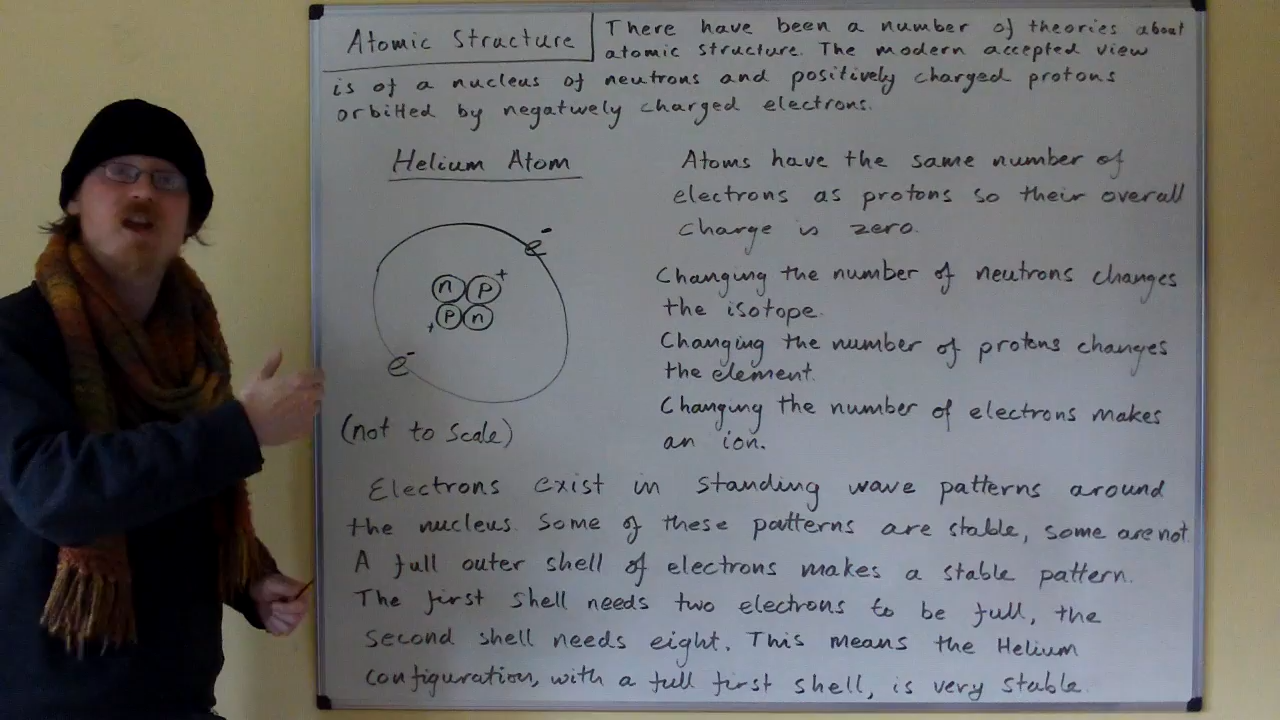 Atomic Structure
There have been a number of theories about
atomic structure. The modern accepted view
is of a nucleus of neutrons and positively charged protons
orbitted by negatively charged electrons.
Helium Atom
e-
n p +
+ p n
e-
(not to scale)
Atoms have the same number of
electrons as protons so their overall
charge is zero.
Changing the number of neutrons changes
the isotope.
Changing the number of protons changes
the element.
Changing the number of electrons makes
an ion.
Electrons exist in standing wave patterns around
the nucleus. Some of these patterns are stable, some are not.
A full outer shell of electrons makes a stable pattern.
The first shell needs two electrons to be full, the
second shell needs eight. This means the Helium
configuration, with a full first shell, is very stable.